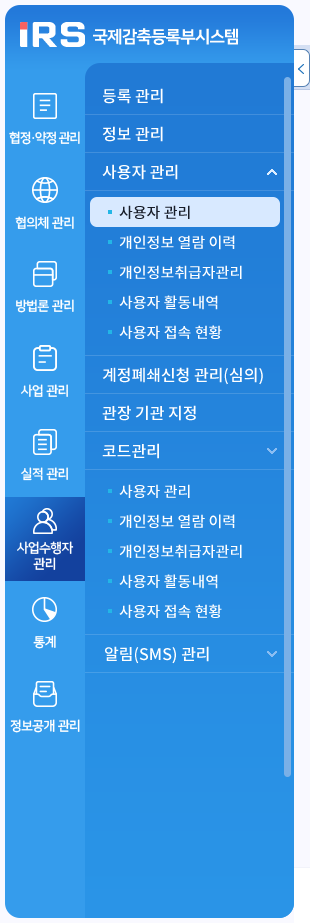 IRS 국제감축등록부시스템
협정·약정 관리
협의체 관리
방법론 관리
사업 관리
실적 관리
사업수행자
관리
통계
정보공개 관리
등록 관리
정보 관리
사용자 관리
사용자 관리
개인정보 열람 이력
개인정보취급자관리
사용자 활동내역
사용자 접속 현황
계정폐쇄신청 관리(심의)
관장 기관 지정
코드관리
사용자 관리
개인정보 열람 이력
개인정보취급자관리
사용자 활동내역
사용자 접속 현황
알림(SMS) 관리